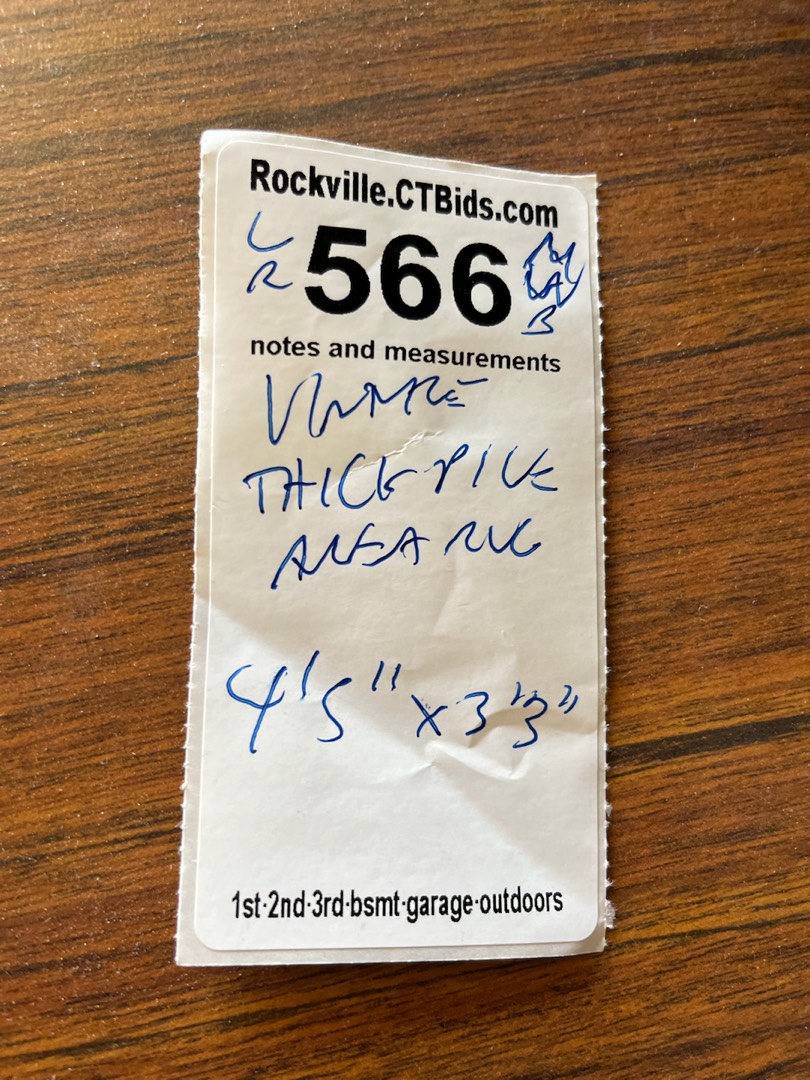 Rockville.CTBids.com
L
R
566
B
notes and measurements
THICK PILE
AREA RUG
4'5" x 3'3"
1st·2nd·3rd·bsmt·garage·outdoors